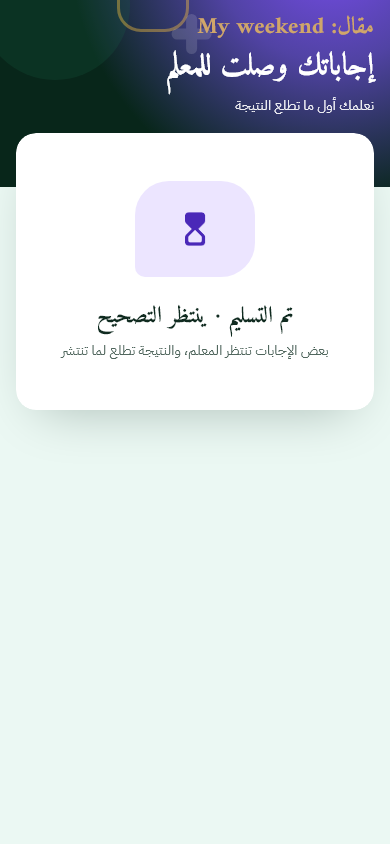 مقال: My weekend
إجاباتك وصلت للمعلم
نعلمك أول ما تطلع النتيجة
تم التسليم · ينتظر التصحيح
بعض الإجابات تنتظر المعلم، والنتيجة تطلع لما تنتشر